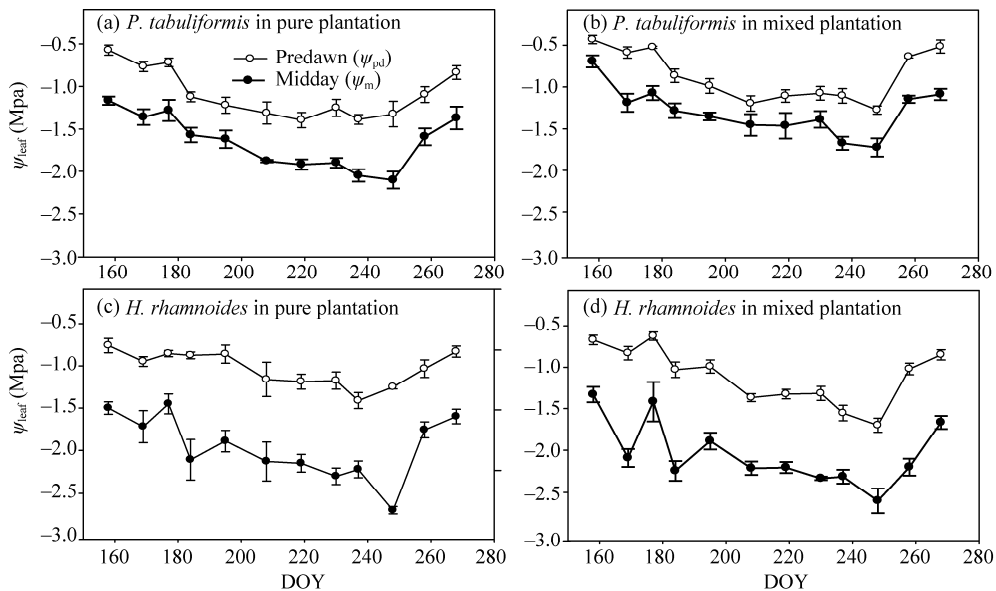 (a) P. tabuliformis in pure plantation
Predawn (ψpd)
Midday (ψm)
ψleaf (Mpa)
−0.5
−1.0
−1.5
−2.0
−2.5
−3.0
160 180 200 220 240 260 280
(b) P. tabuliformis in mixed plantation
−0.5
−1.0
−1.5
−2.0
−2.5
−3.0
160 180 200 220 240 260 280
(c) H. rhamnoides in pure plantation
ψleaf (Mpa)
−0.5
−1.0
−1.5
−2.0
−2.5
−3.0
160 180 200 220 240 260 280
DOY
(d) H. rhamnoides in mixed plantation
−0.5
−1.0
−1.5
−2.0
−2.5
−3.0
160 180 200 220 240 260 280
DOY